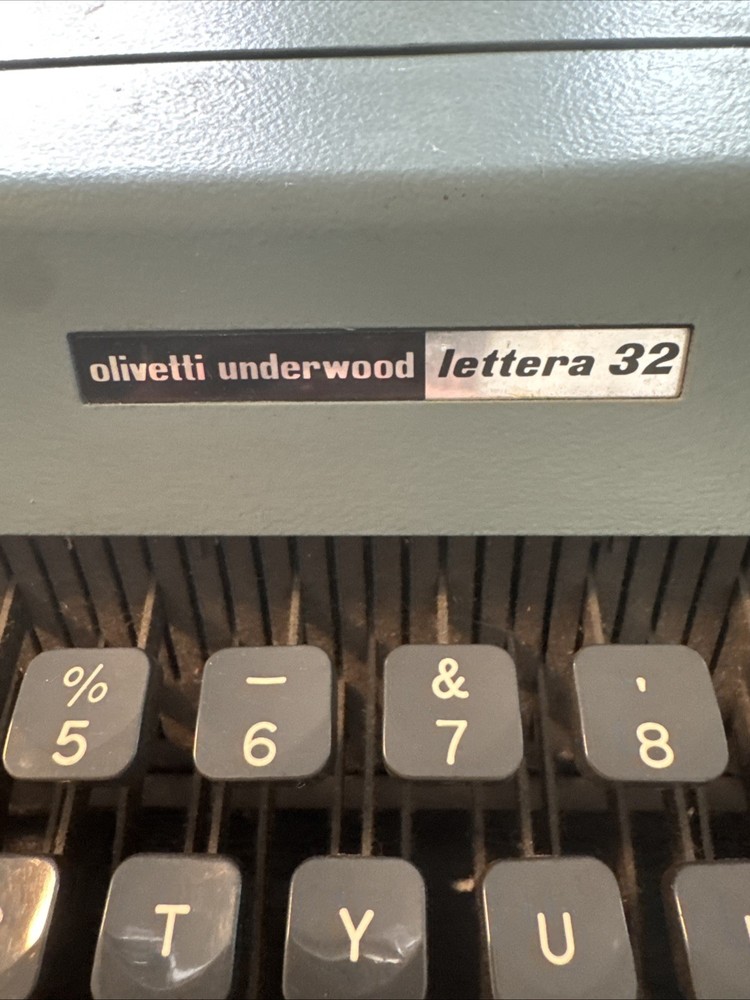 olivetti underwood lettera 32
% — & '
5 6 7 8
T Y U